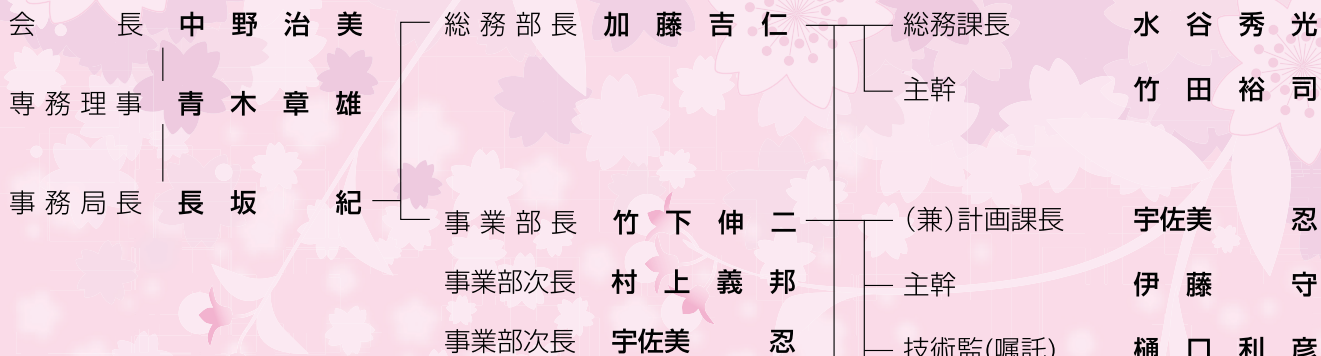 会長 中野治美
専務理事 青木章雄
事務局長 長坂 紀
総務部長 加藤吉仁
事業部長 竹下伸二
事業部次長 村上義邦
事業部次長 宇佐美 忍
総務課長 水谷秀光
主幹 竹田裕司
（兼）計画課長 宇佐美 忍
主幹 伊藤 守
技術監(嘱託) 樋口利彦